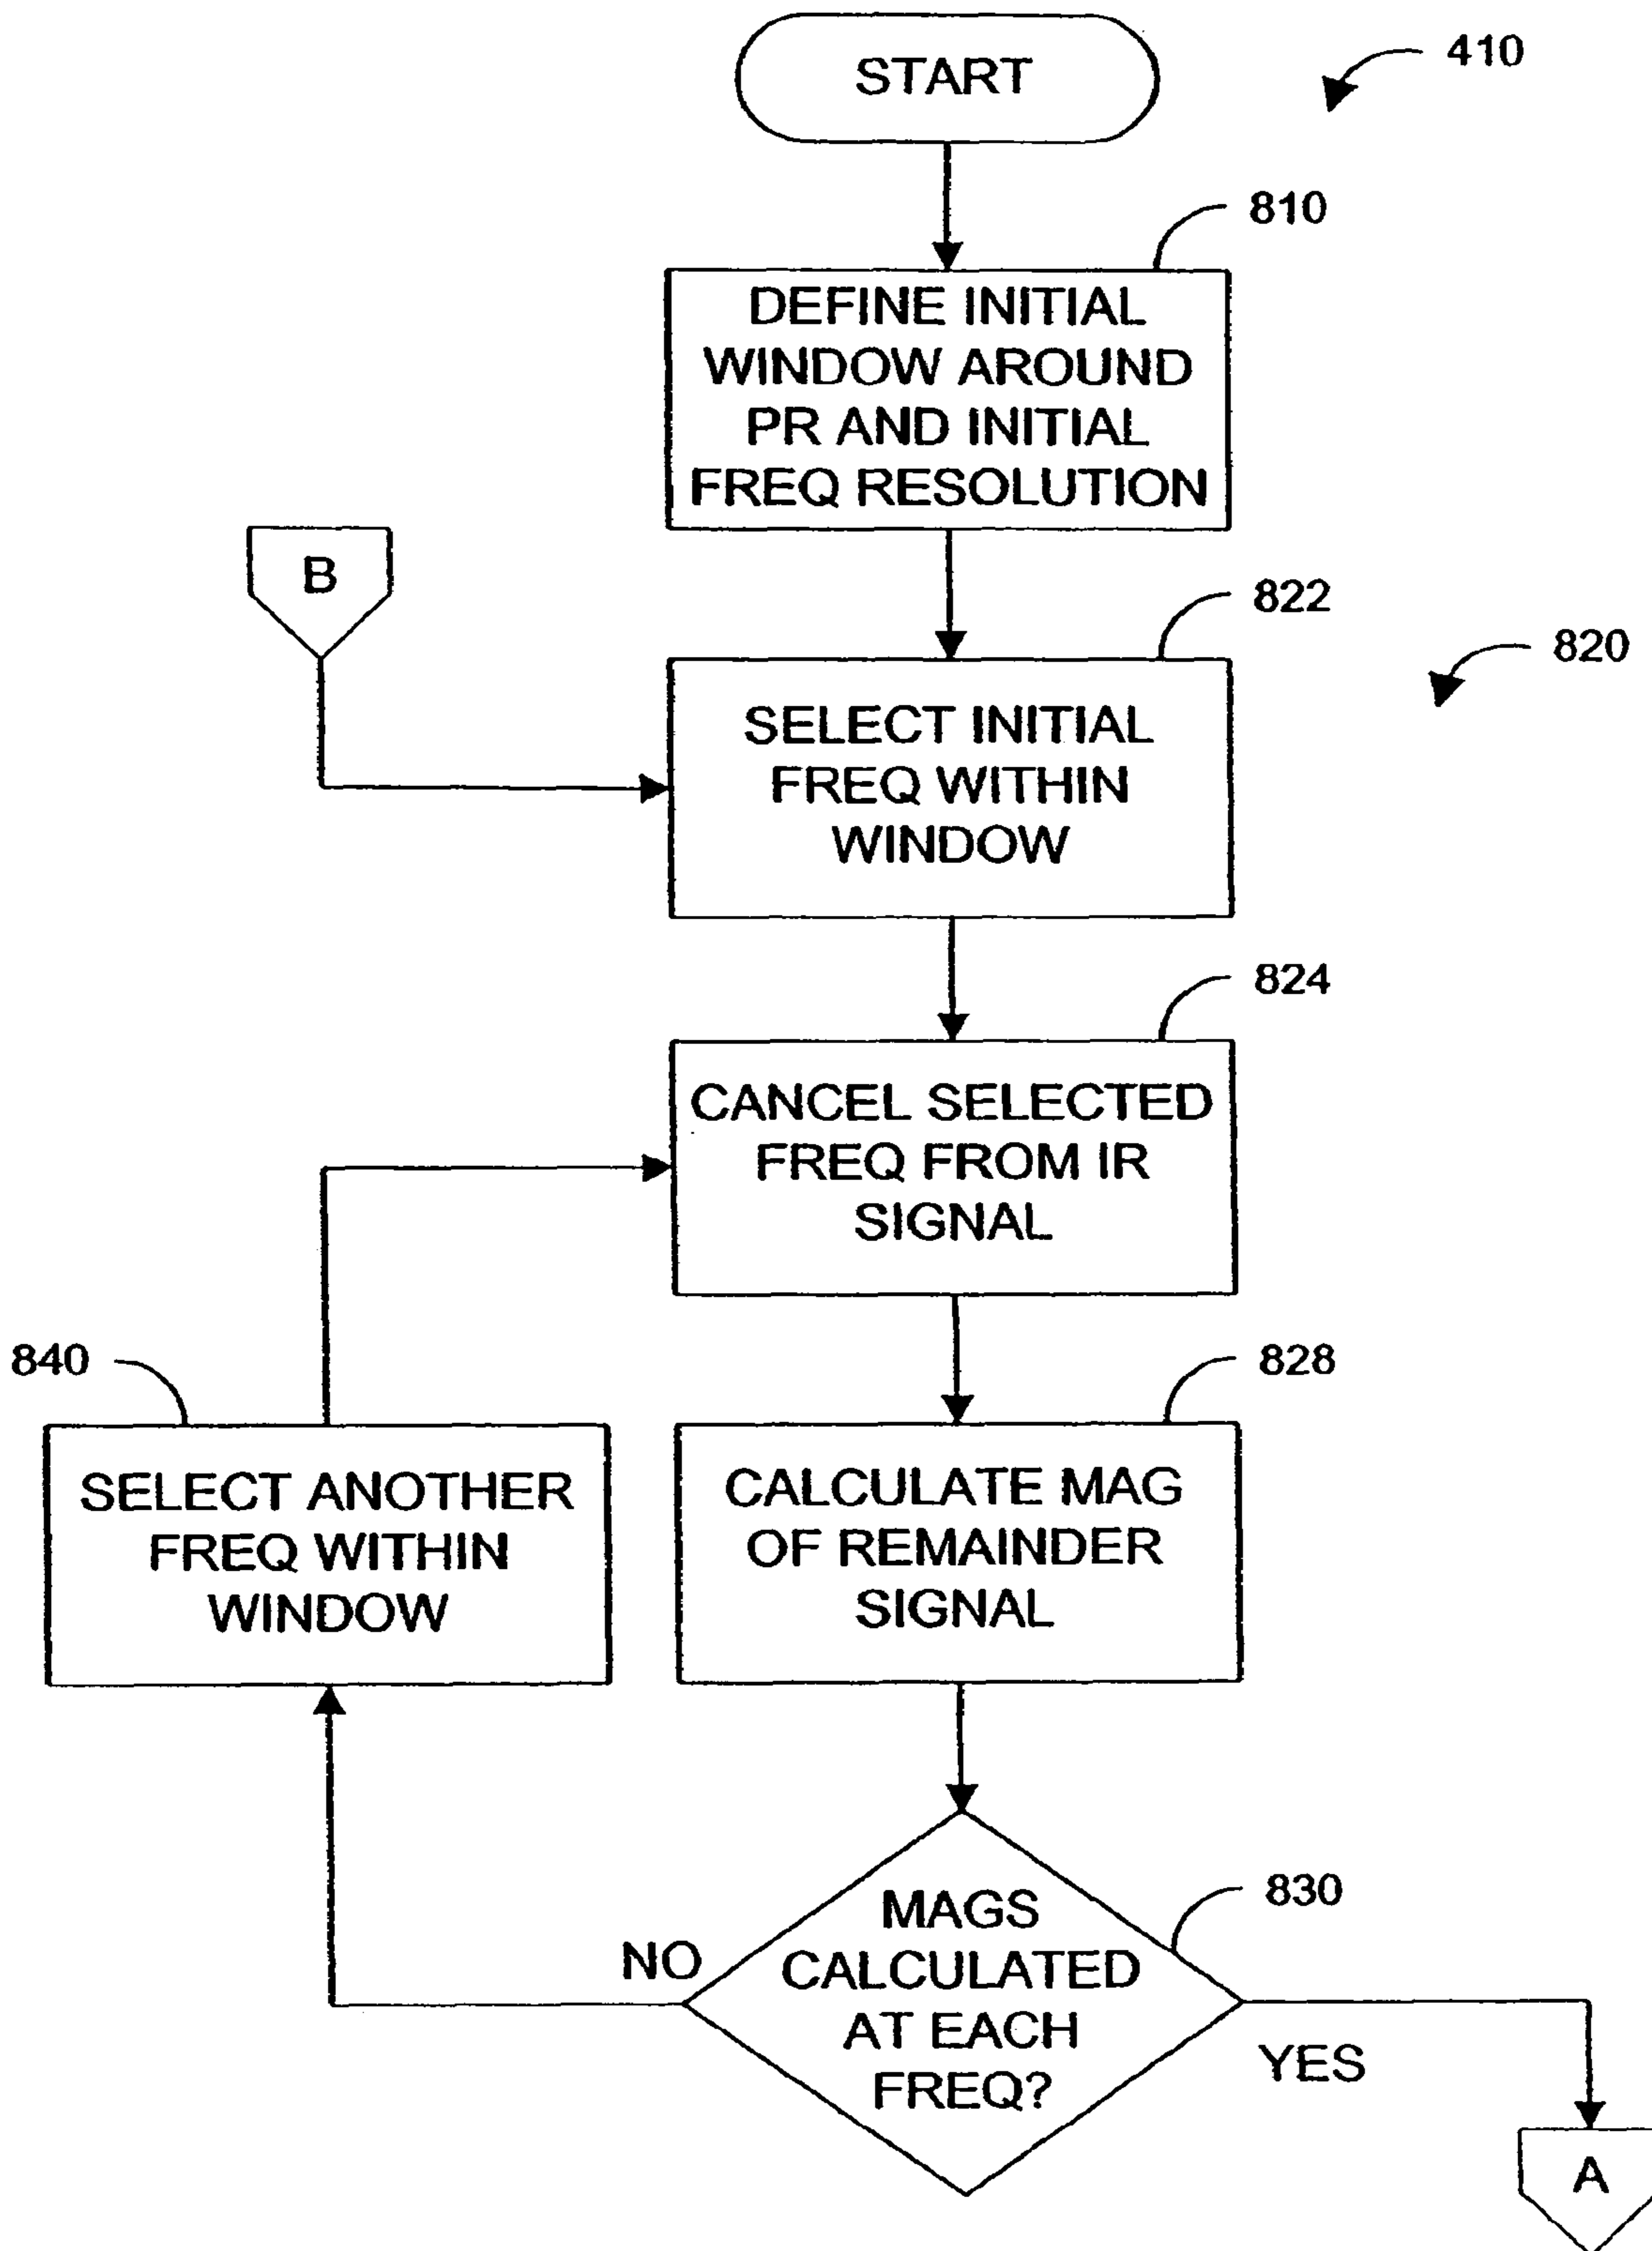 START
410
810
DEFINE INITIAL
WINDOW AROUND
PR AND INITIAL
FREQ RESOLUTION
B
822
820
SELECT INITIAL
FREQ WITHIN
WINDOW
824
CANCEL SELECTED
FREQ FROM IR
SIGNAL
840
828
SELECT ANOTHER
FREQ WITHIN
WINDOW
CALCULATE MAG
OF REMAINDER
SIGNAL
830
MAGS
CALCULATED
AT EACH
FREQ?
NO
YES
A